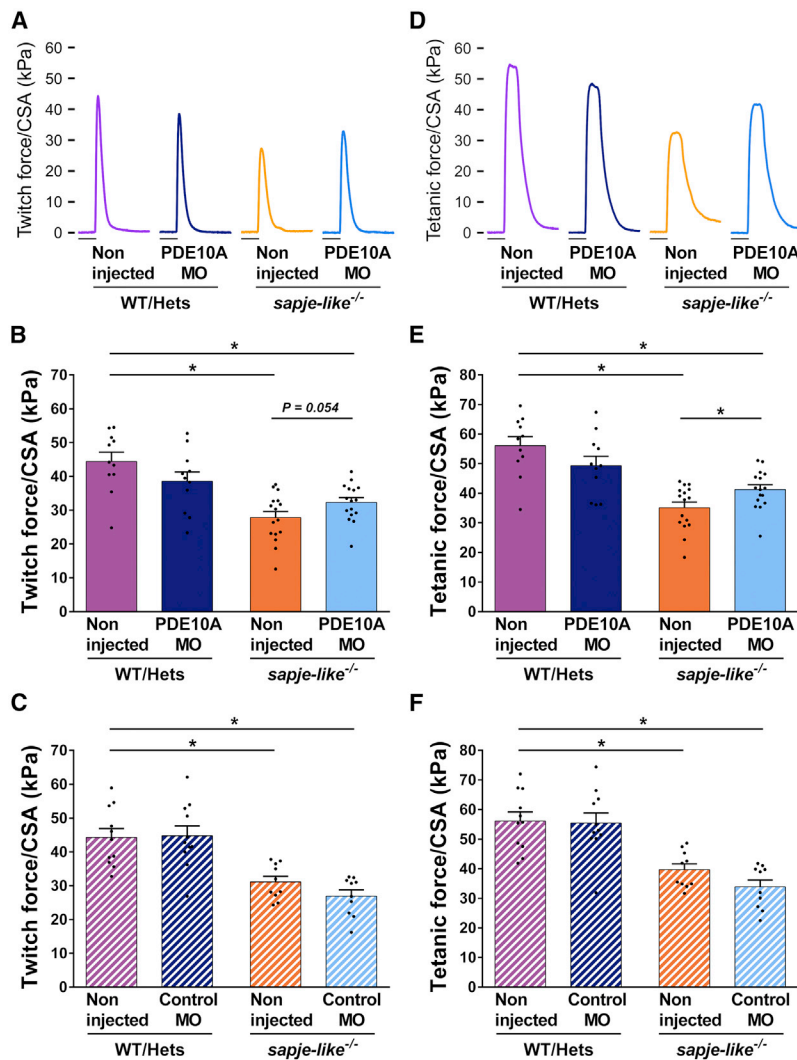 A
Twitch force/CSA (kPa)
60
50
40
30
20
10
0
Non PDE10A Non PDE10A
injected MO injected MO
WT/Hets sapje-like-/-
D
Tetanic force/CSA (kPa)
60
50
40
30
20
10
0
Non PDE10A Non PDE10A
injected MO injected MO
WT/Hets sapje-like-/-
B
Twitch force/CSA (kPa)
70
60
50
40
30
20
10
0
*
*
P = 0.054
Non PDE10A Non PDE10A
injected MO injected MO
WT/Hets sapje-like-/-
E
Tetanic force/CSA (kPa)
80
70
60
50
40
30
20
10
0
*
*
*
Non PDE10A Non PDE10A
injected MO injected MO
WT/Hets sapje-like-/-
C
Twitch force/CSA (kPa)
70
60
50
40
30
20
10
0
*
*
Non Control Non Control
injected MO injected MO
WT/Hets sapje-like-/-
F
Tetanic force/CSA (kPa)
80
70
60
50
40
30
20
10
0
*
*
Non Control Non Control
injected MO injected MO
WT/Hets sapje-like-/-